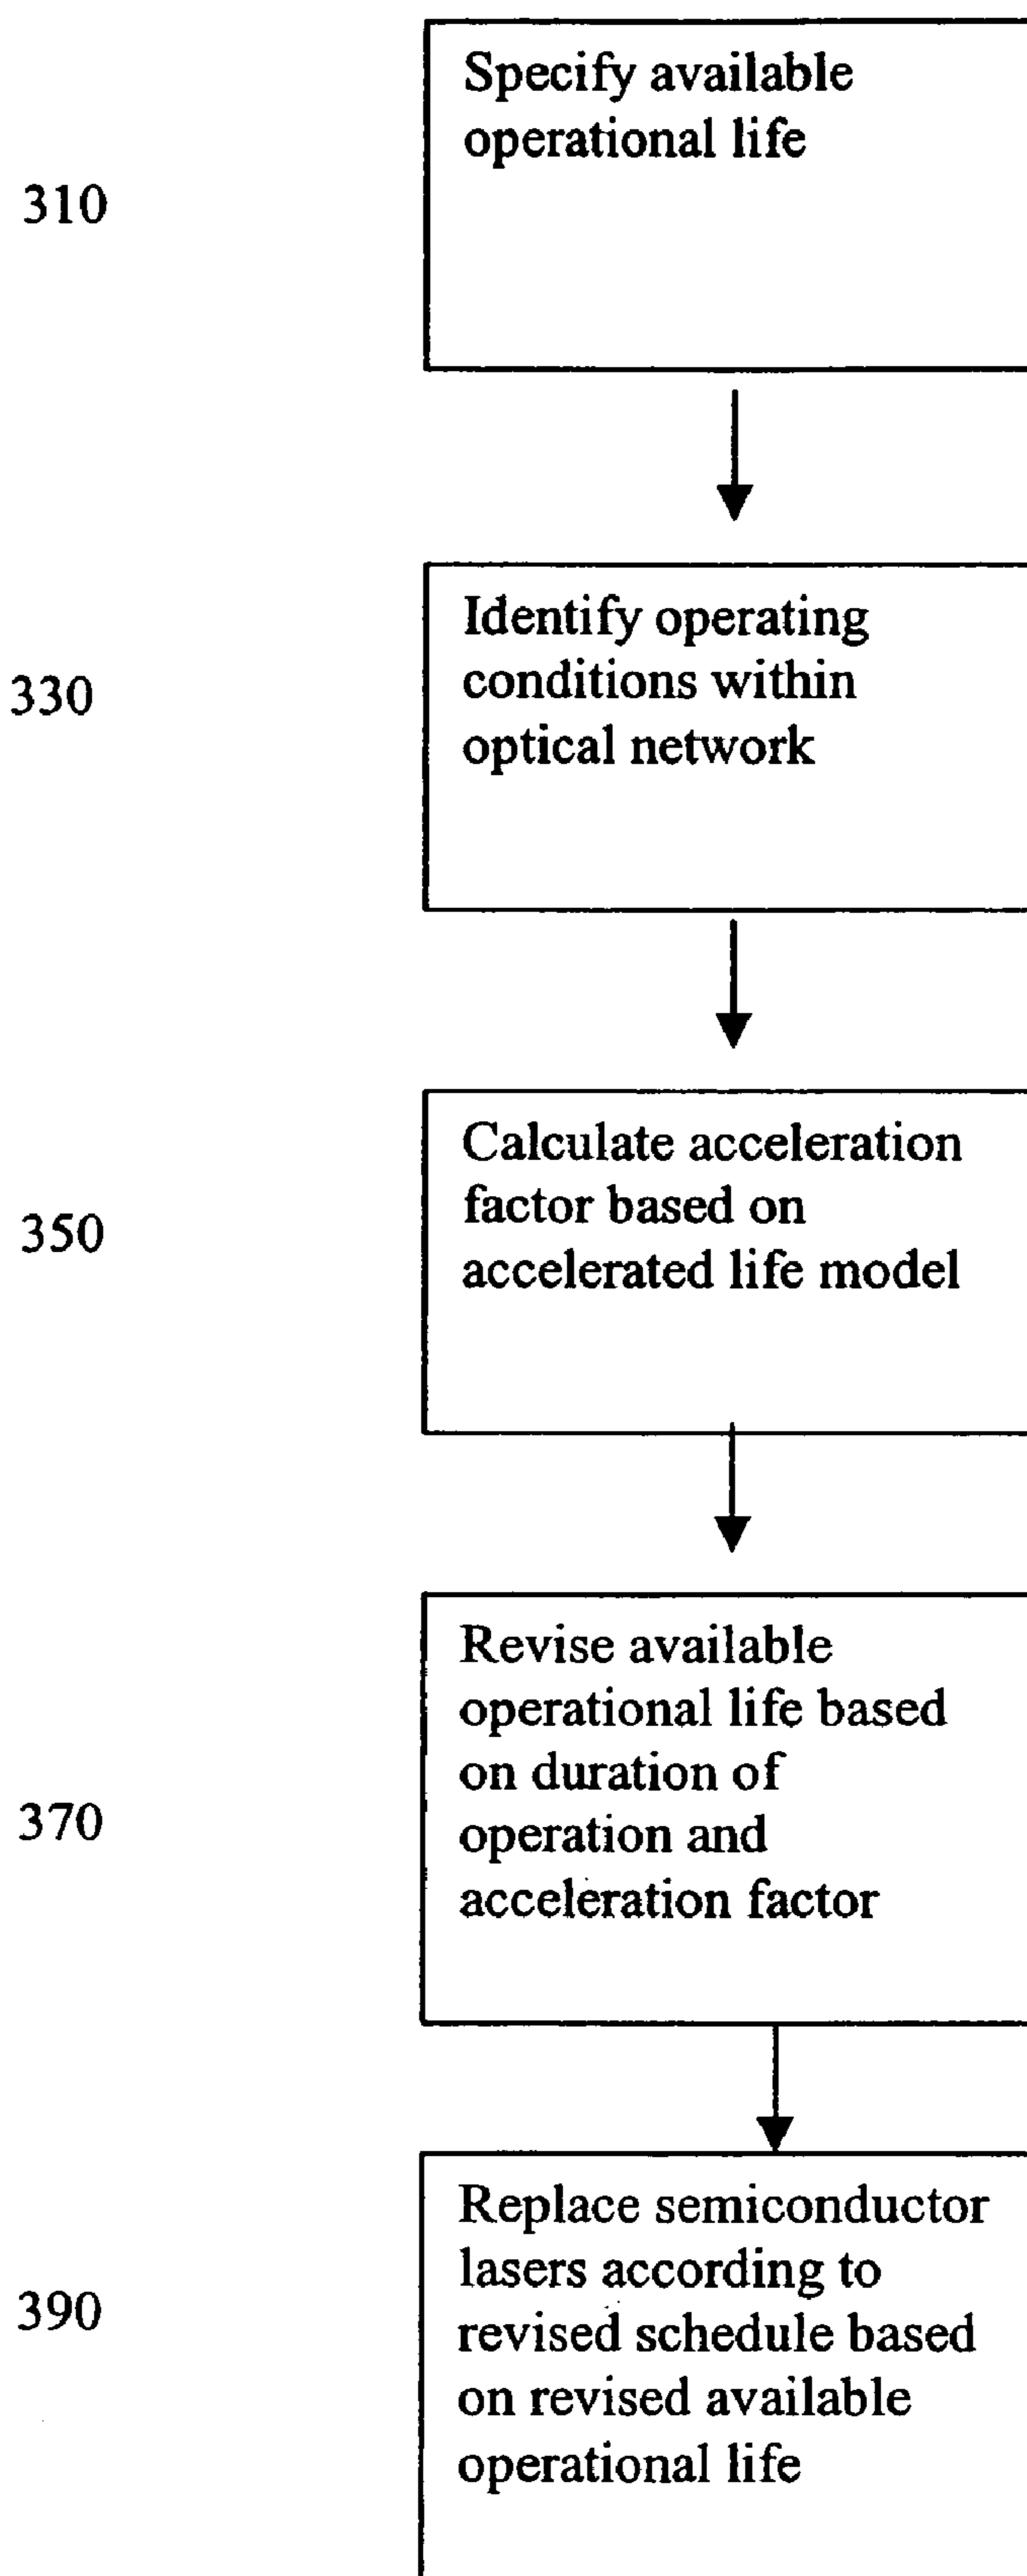 Specify available
operational life
310
Identify operating
conditions within
optical network
330
Calculate acceleration
factor based on
accelerated life model
350
Revise available
operational life based
on duration of
operation and
acceleration factor
370
Replace semiconductor
lasers according to
revised schedule based
on revised available
operational life
390